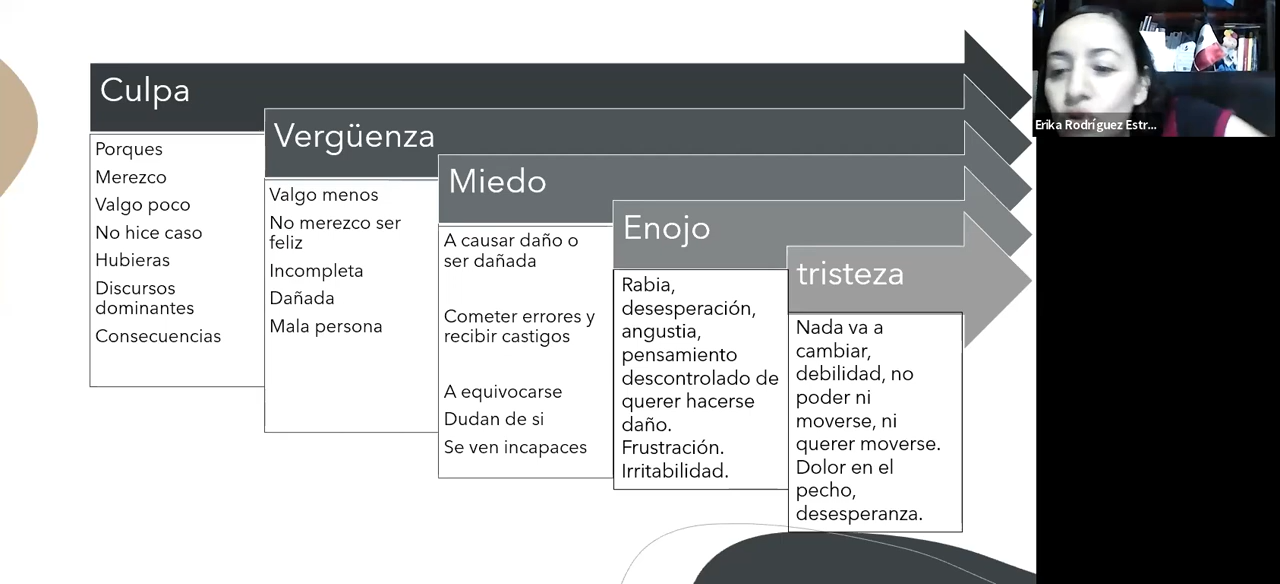 Culpa
Porques
Merezco
Valgo poco
No hice caso
Hubieras
Discursos
dominantes
Consecuencias
Vergüenza
Valgo menos
No merezco ser
feliz
Incompleta
Dañada
Mala persona
Miedo
A causar daño o
ser dañada
Cometer errores y
recibir castigos
A equivocarse
Dudan de si
Se ven incapaces
Enojo
Rabia,
desesperación,
angustia,
pensamiento
descontrolado de
querer hacerse
daño.
Frustración.
Irritabilidad.
tristeza
Nada va a
cambiar,
debilidad, no
poder ni
moverse, ni
querer moverse.
Dolor en el
pecho,
desesperanza.
Erika Rodríguez Estr...